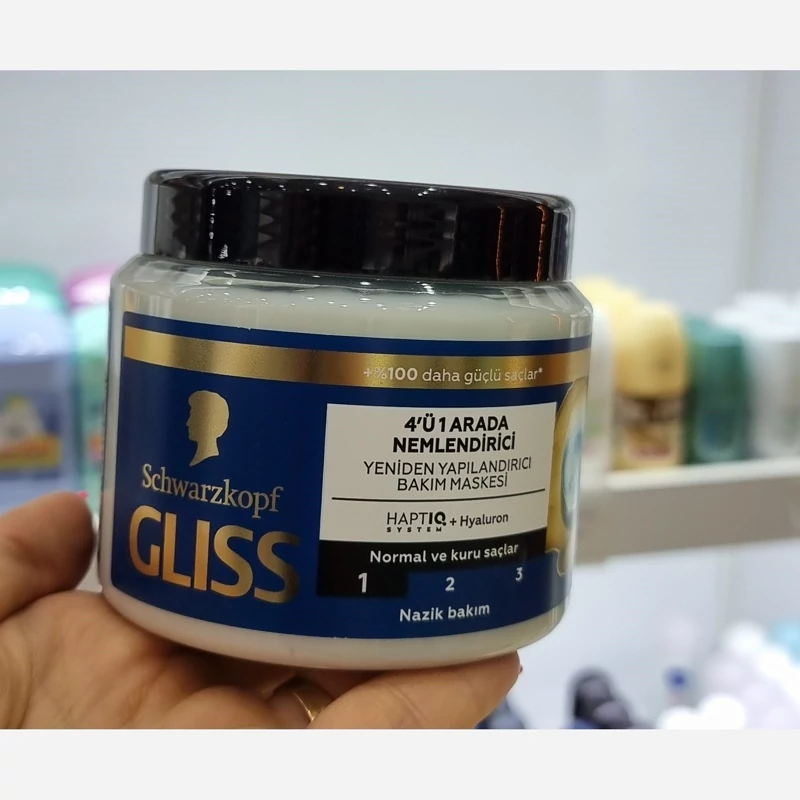 +%100 daha güçlü saçlar*
Schwarzkopf
GLISS
4'Ü 1 ARADA
NEMLENDİRİCİ
YENİDEN YAPILANDIRICI
BAKIM MASKESİ
HAPTIQ + Hyaluron
SYSTEM
Normal ve kuru saçlar
1 2 3
Nazik bakım